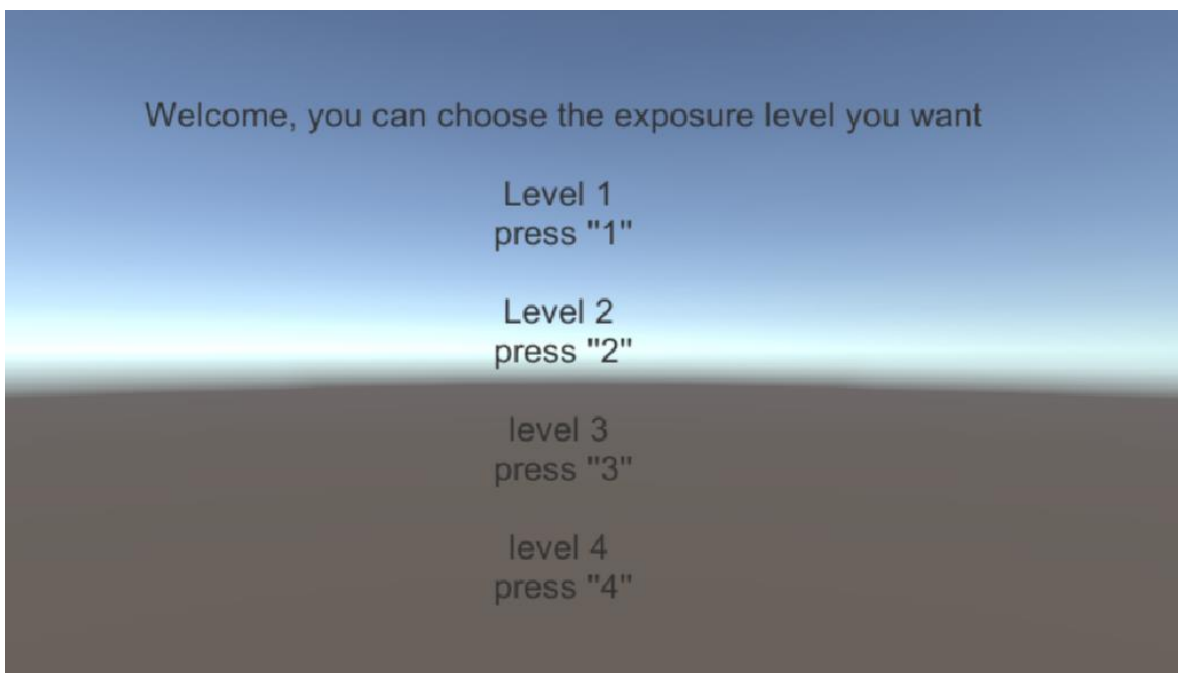 Welcome, you can choose the exposure level you want
Level 1
press "1"
Level 2
press "2"
level 3
press "3"
level 4
press "4"